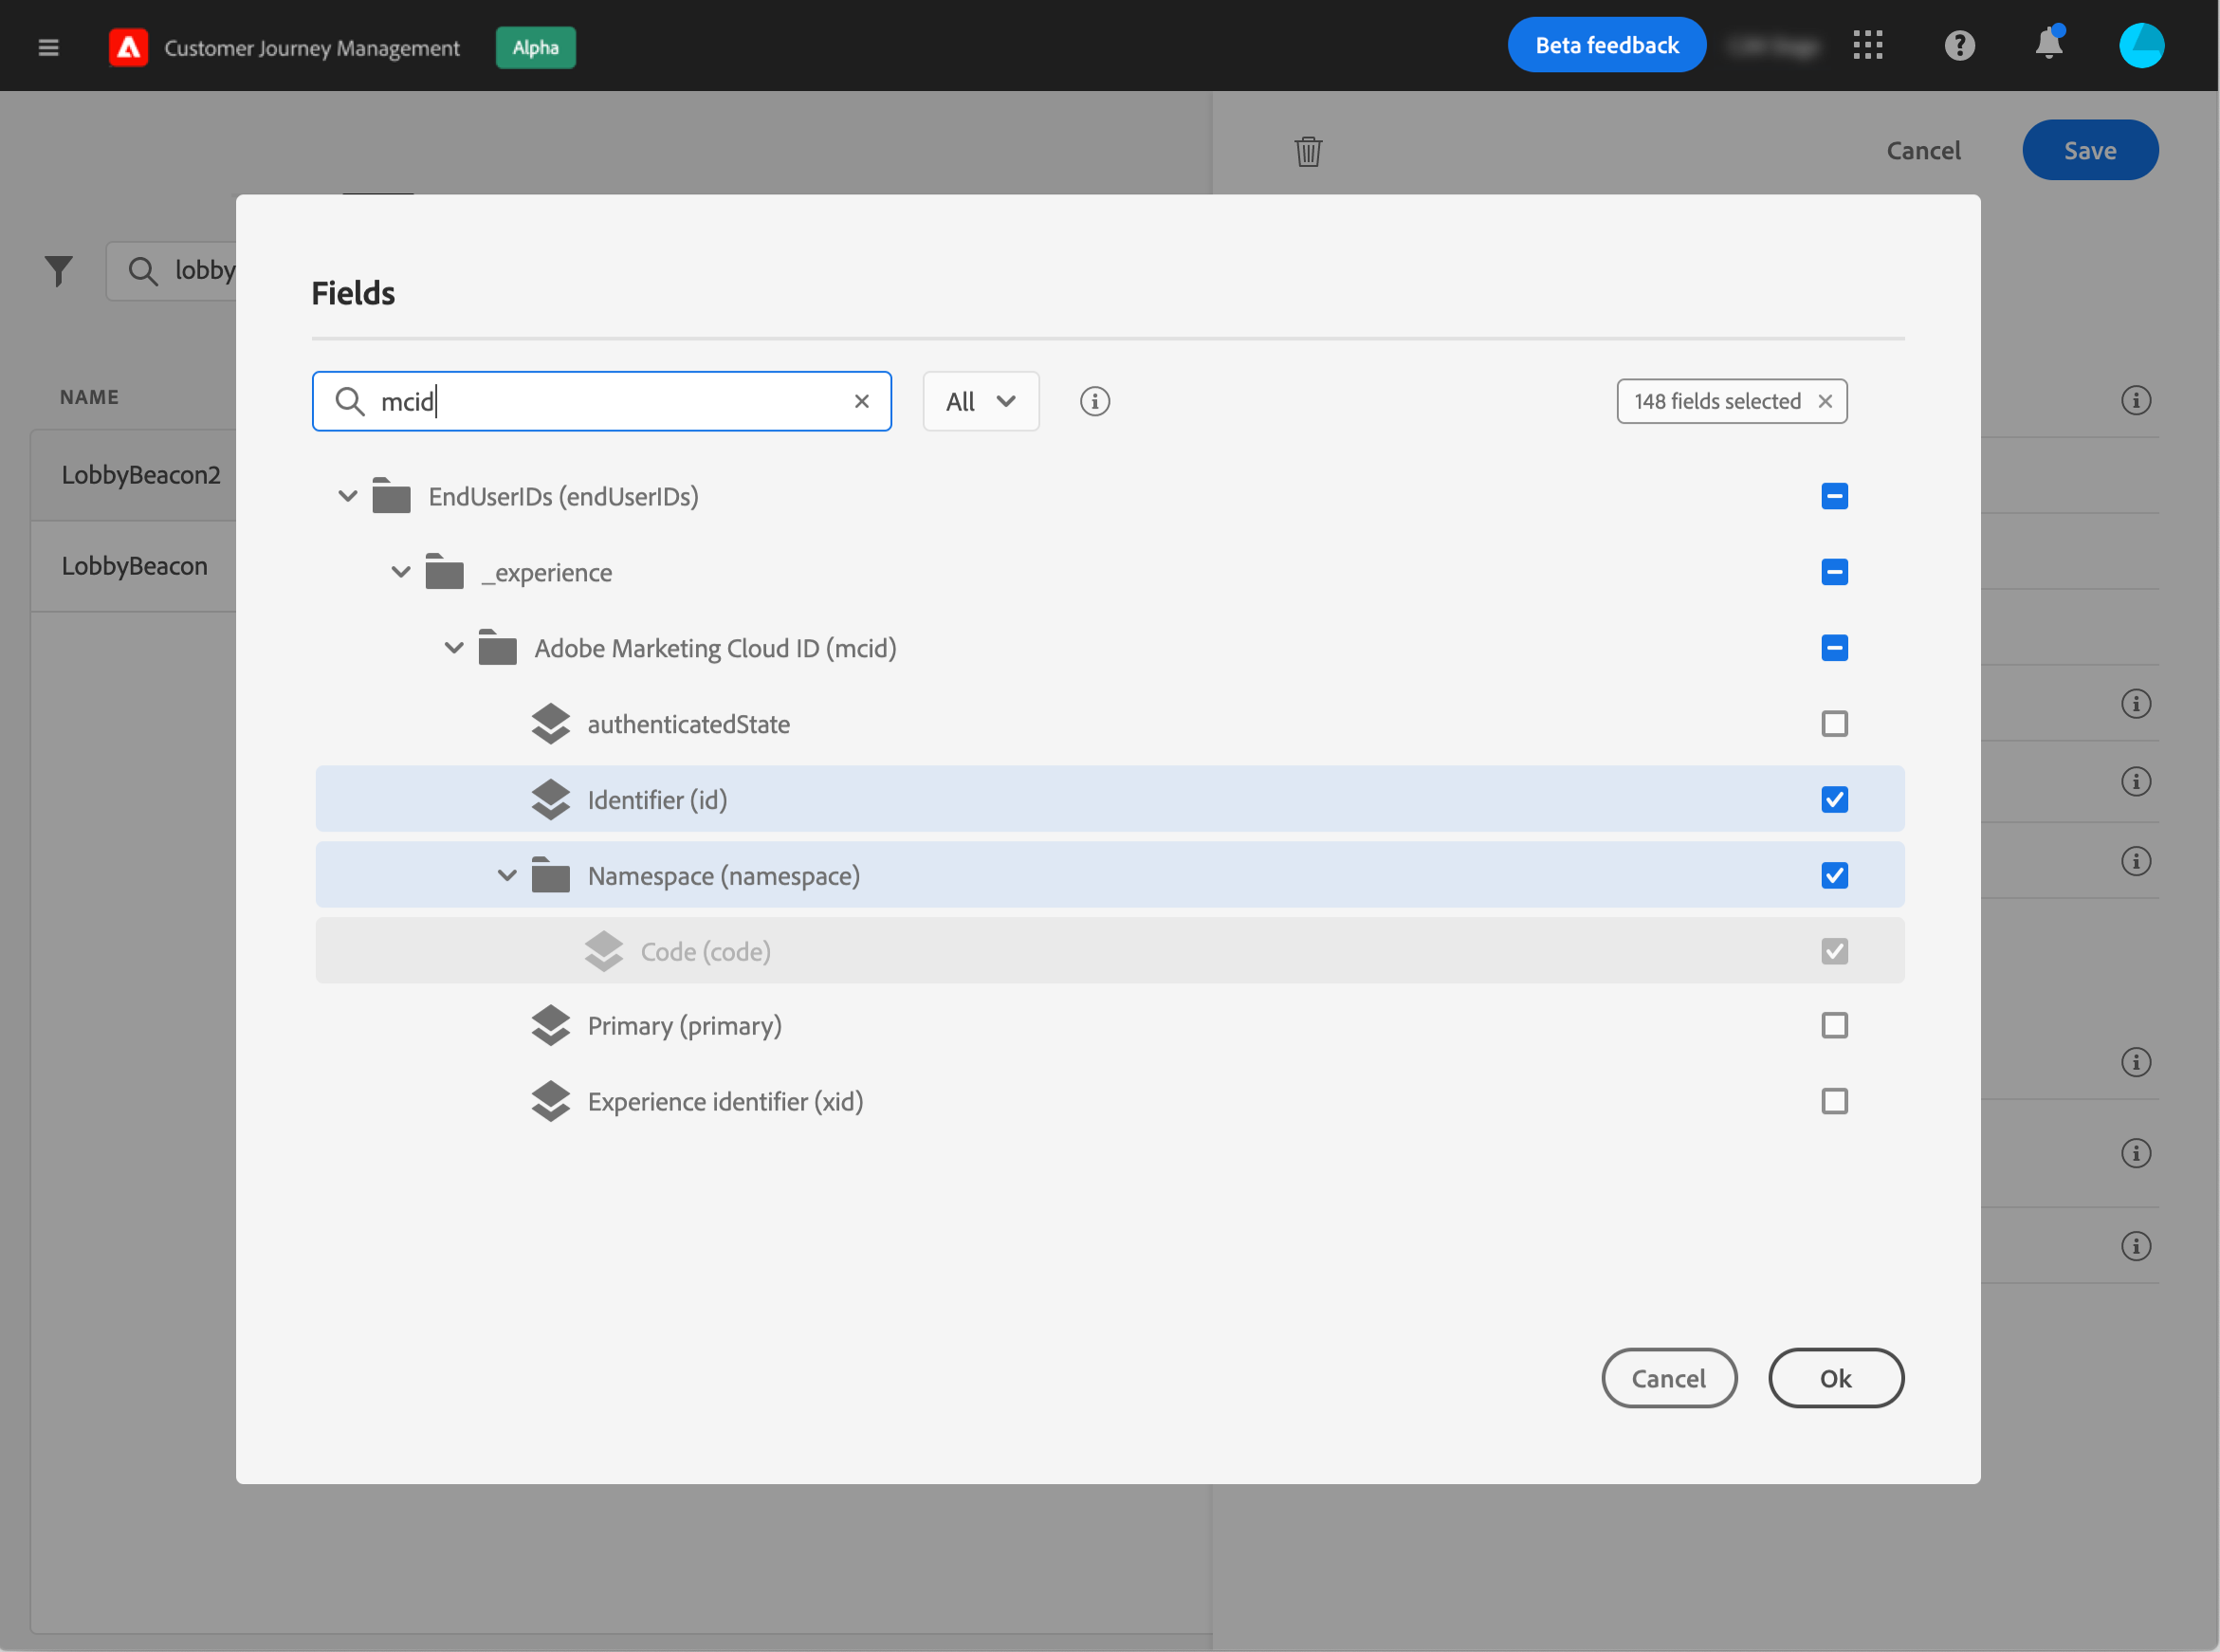 Customer Journey Management
Alpha
Beta feedback
Cancel
Save
lobby
NAME
LobbyBeacon2
LobbyBeacon
Fields
mcid
All
148 fields selected
EndUserIDs (endUserIDs)
_experience
Adobe Marketing Cloud ID (mcid)
authenticatedState
Identifier (id)
Namespace (namespace)
Code (code)
Primary (primary)
Experience identifier (xid)
Cancel
Ok